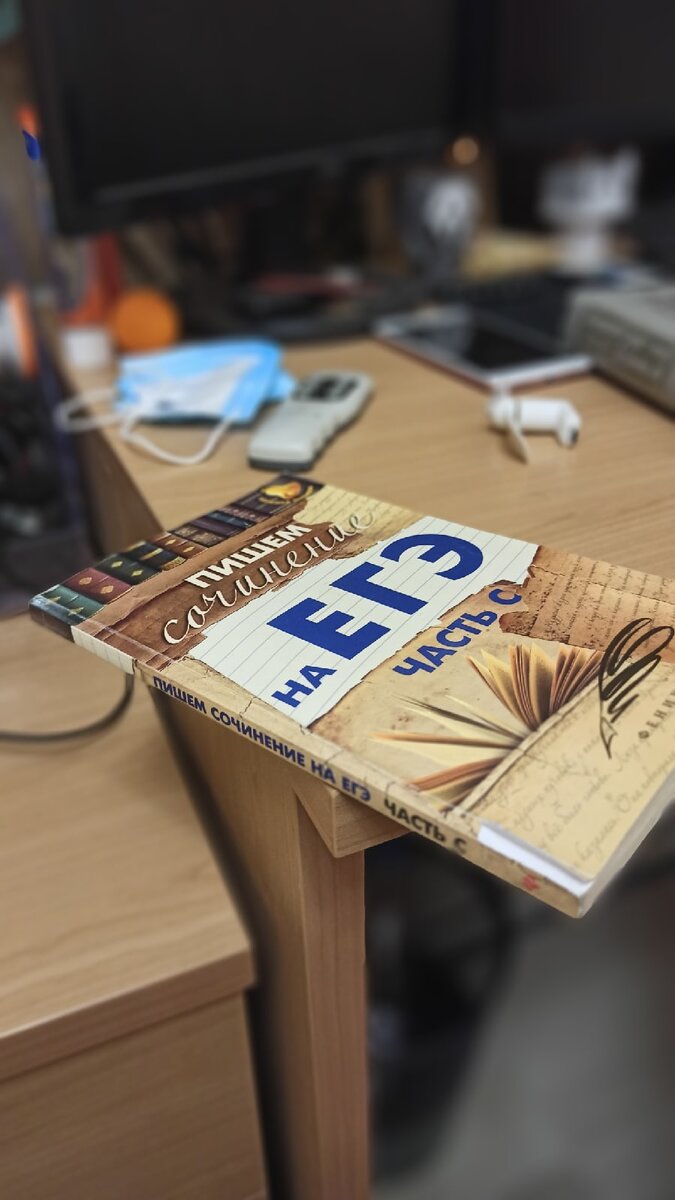 ПИШЕМ
сочинение
НА ЕГЭ
ЧАСТЬ С
ПИШЕМ СОЧИНЕНИЕ НА ЕГЭ ЧАСТЬ С